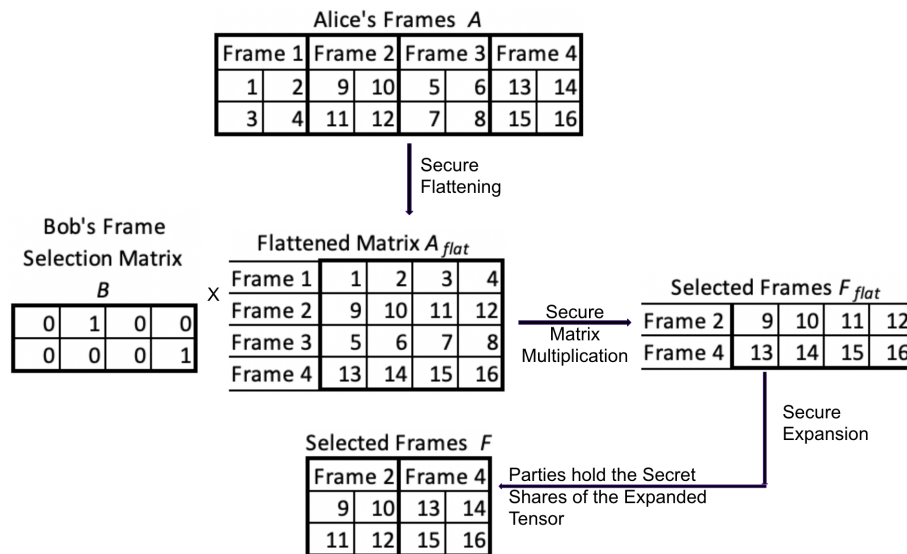 Alice's Frames A
Frame 1 Frame 2 Frame 3 Frame 4
1 2 9 10 5 6 13 14
3 4 11 12 7 8 15 16
Secure
Flattening
Bob's Frame
Selection Matrix
B
0 1 0 0
0 0 0 1
X
Flattened Matrix A flat
Frame 1 1 2 3 4
Frame 2 9 10 11 12
Frame 3 5 6 7 8
Frame 4 13 14 15 16
Secure
Matrix
Multiplication
Selected Frames F flat
Frame 2 9 10 11 12
Frame 4 13 14 15 16
Secure
Expansion
Parties hold the Secret
Shares of the Expanded
Tensor
Selected Frames F
Frame 2 Frame 4
9 10 13 14
11 12 15 16